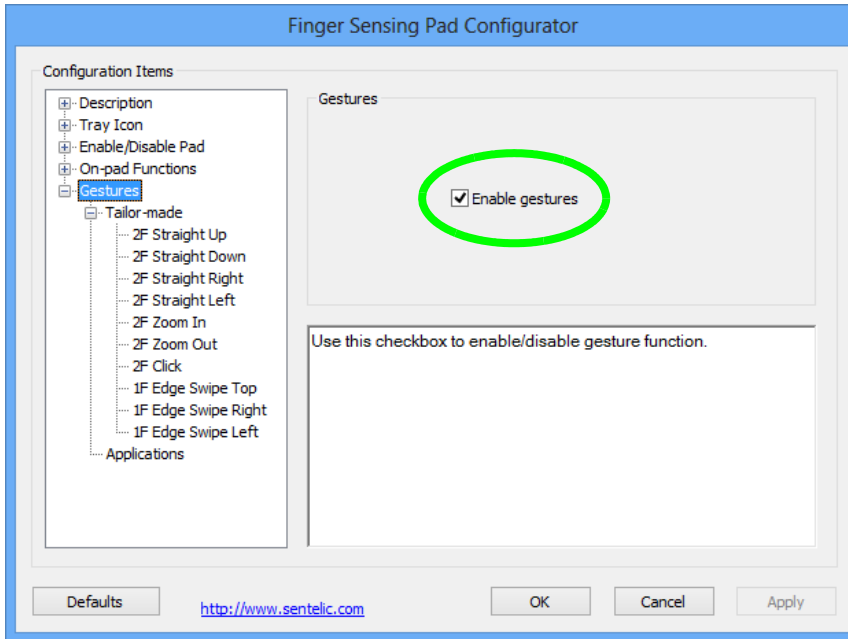 Finger Sensing Pad Configurator
Configuration Items
Description
Tray Icon
Enable/Disable Pad
On-pad Functions
Gestures
Tailor-made
2F Straight Up
2F Straight Down
2F Straight Right
2F Straight Left
2F Zoom In
2F Zoom Out
2F Click
1F Edge Swipe Top
1F Edge Swipe Right
1F Edge Swipe Left
Applications
Gestures
Enable gestures
Use this checkbox to enable/disable gesture function.
Defaults
http://www.sentelic.com
OK
Cancel
Apply